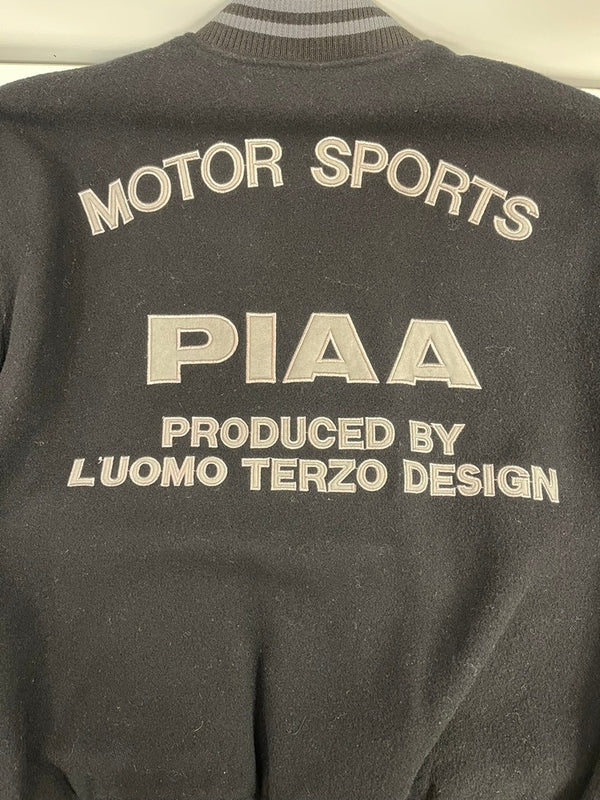 MOTOR SPORTS
PIAA
PRODUCED BY
L'UOMO TERZO DESIGN